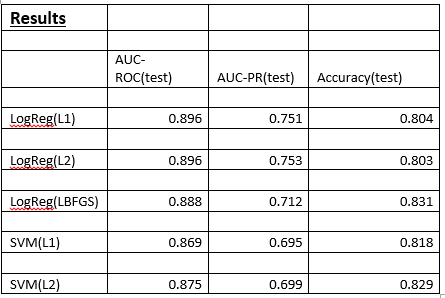 Results
AUC-
ROC(test) AUC-PR(test) Accuracy(test)
LogReg(L1) 0.896 0.751 0.804
LogReg(L2) 0.896 0.753 0.803
LogReg(LBFGS) 0.888 0.712 0.831
SVM(L1) 0.869 0.695 0.818
SVM(L2) 0.875 0.699 0.829